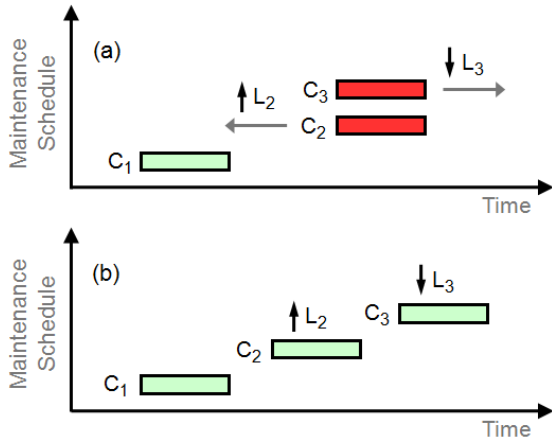 (a)
Maintenance
Schedule
L₂
L₃
C₃
C₂
C₁
Time
(b)
Maintenance
Schedule
L₂
L₃
C₃
C₂
C₁
Time